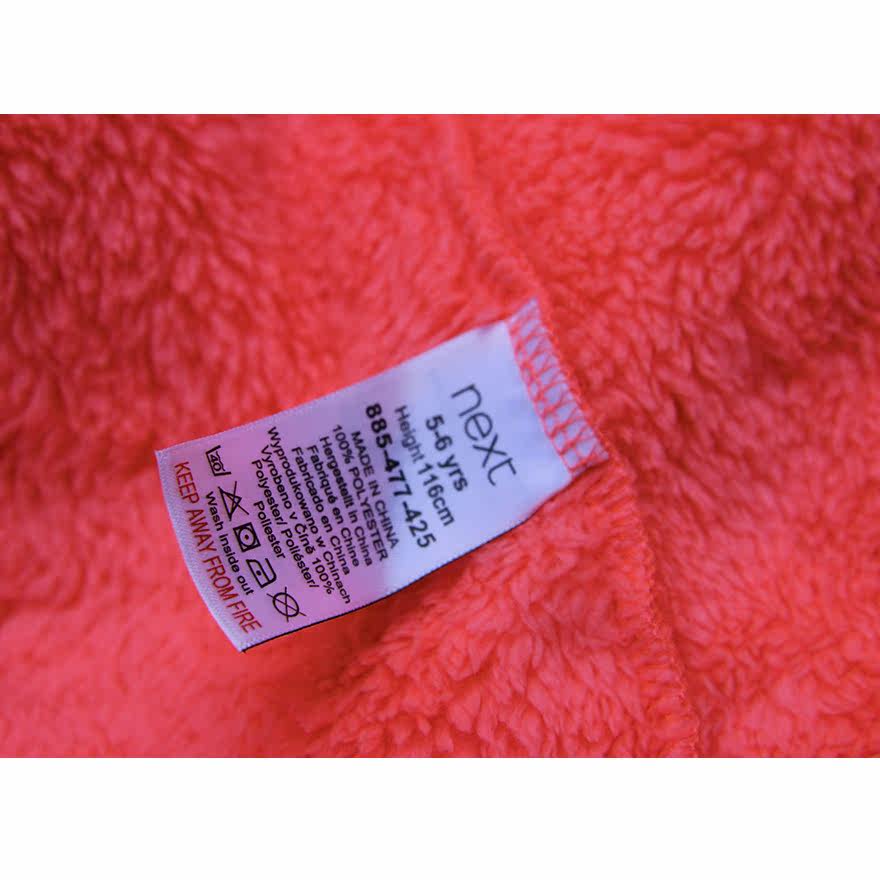 next
5-6 yrs
Height 116cm
885-477-425
MADE IN CHINA
100% POLYESTER
Hergestellt in China
Fabriqué en Chine
Fabricado en China
Wyprodukowano w Chinach
Vyrobeno v Číně 100%
Polyester/ Poliéster/
Poliester
40
Wash inside out
KEEP AWAY FROM FIRE